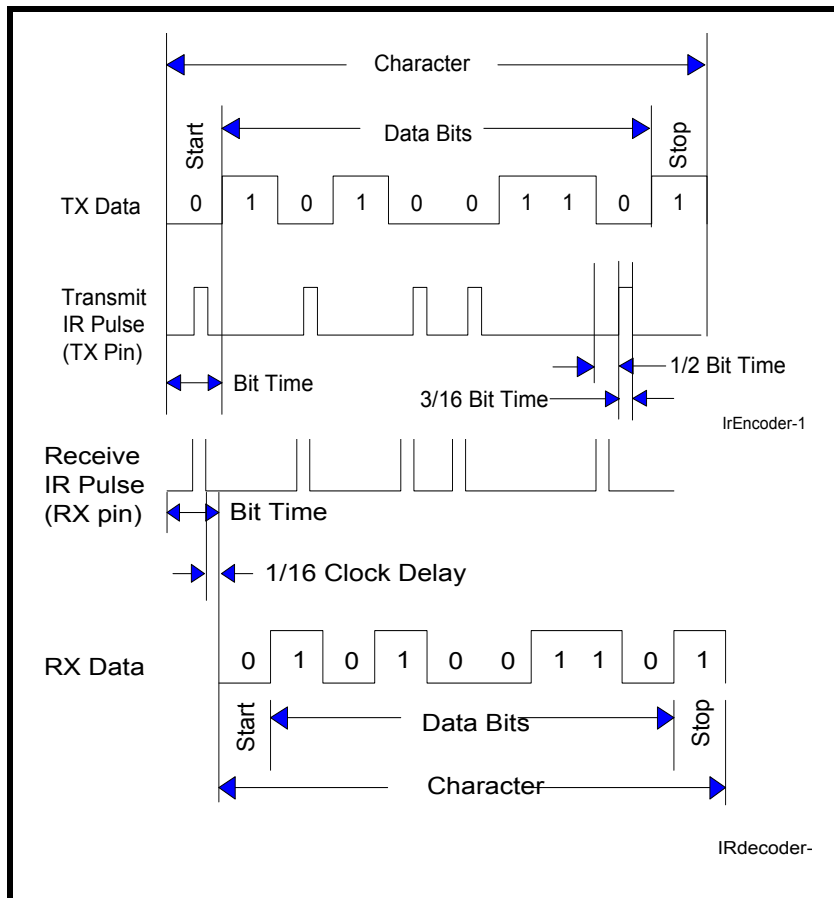 Character
Start
Data Bits
Stop
TX Data
0 1 0 1 0 0 1 1 0 1
Transmit
IR Pulse
(TX Pin)
Bit Time
1/2 Bit Time
3/16 Bit Time
IrEncoder-1
Receive
IR Pulse
(RX pin)
Bit Time
1/16 Clock Delay
RX Data
0 1 0 1 0 0 1 1 0 1
Start
Data Bits
Stop
Character
IRdecoder-